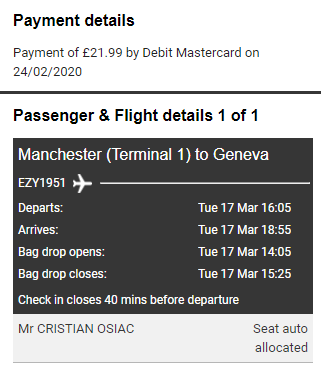 Payment details
Payment of £21.99 by Debit Mastercard on
24/02/2020
Passenger & Flight details 1 of 1
Manchester (Terminal 1) to Geneva
EZY1951
Departs: Tue 17 Mar 16:05
Arrives: Tue 17 Mar 18:55
Bag drop opens: Tue 17 Mar 14:05
Bag drop closes: Tue 17 Mar 15:25
Check in closes 40 mins before departure
Mr CRISTIAN OSIAC Seat auto
allocated